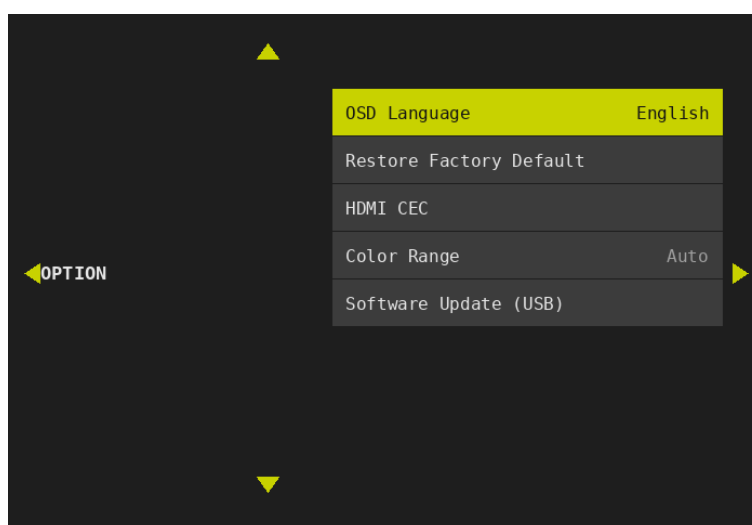 OSD Language English
Restore Factory Default
HDMI CEC
Color Range Auto
OPTION
Software Update (USB)